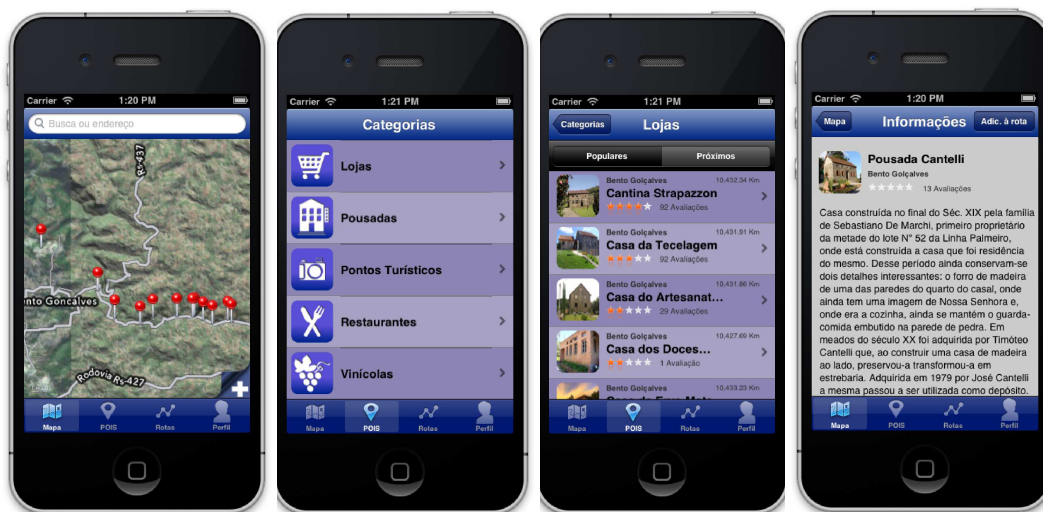 Carrier 1:20 PM
Busca ou endereço
Rs-437
nto Goncalves
Rodovia Rs-427
Mapa POIS Rotas Perfil
Carrier 1:21 PM
Categorias
Lojas
Pousadas
Pontos Turísticos
Restaurantes
Vinícolas
Mapa POIS Rotas Perfil
Carrier 1:21 PM
Categorias Lojas
Populares Próximos
Bento Golçalves 10,432.34 Km
Cantina Strapazzon
92 Avaliações
Bento Golçalves 10,431.91 Km
Casa da Tecelagem
92 Avaliações
Bento Golçalves 10,431.86 Km
Casa do Artesanat...
29 Avaliações
Bento Golçalves 10,427.69 Km
Casa dos Doces...
1 Avaliação
Bento Golçalves 10,433.23 Km
Mapa POIS Rotas Perfil
Carrier 1:20 PM
Mapa Informações Adic. à rota
Pousada Cantelli
Bento Golçalves
13 Avaliações
Casa construída no final do Séc. XIX pela família
de Sebastiano De Marchi, primeiro proprietário
da metade do lote N° 52 da Linha Palmeiro,
onde está construída a casa que foi residência
do mesmo. Desse periodo ainda conservam-se
dois detalhes interessantes: o forro de madeira
de uma das paredes do quarto do casal, onde
ainda tem uma imagem de Nossa Senhora e,
onde era a cozinha, ainda se mantém o guarda-
comida embutido na parede de pedra. Em
meados do século XX foi adquirida por Timóteo
Cantelli que, ao construir uma casa de madeira
ao lado, preservou-a transformou-a em
estrebaria. Adquirida em 1979 por José Cantelli
a mesma passou a ser utilizada como depósito.
Mapa POIS Rotas Perfil